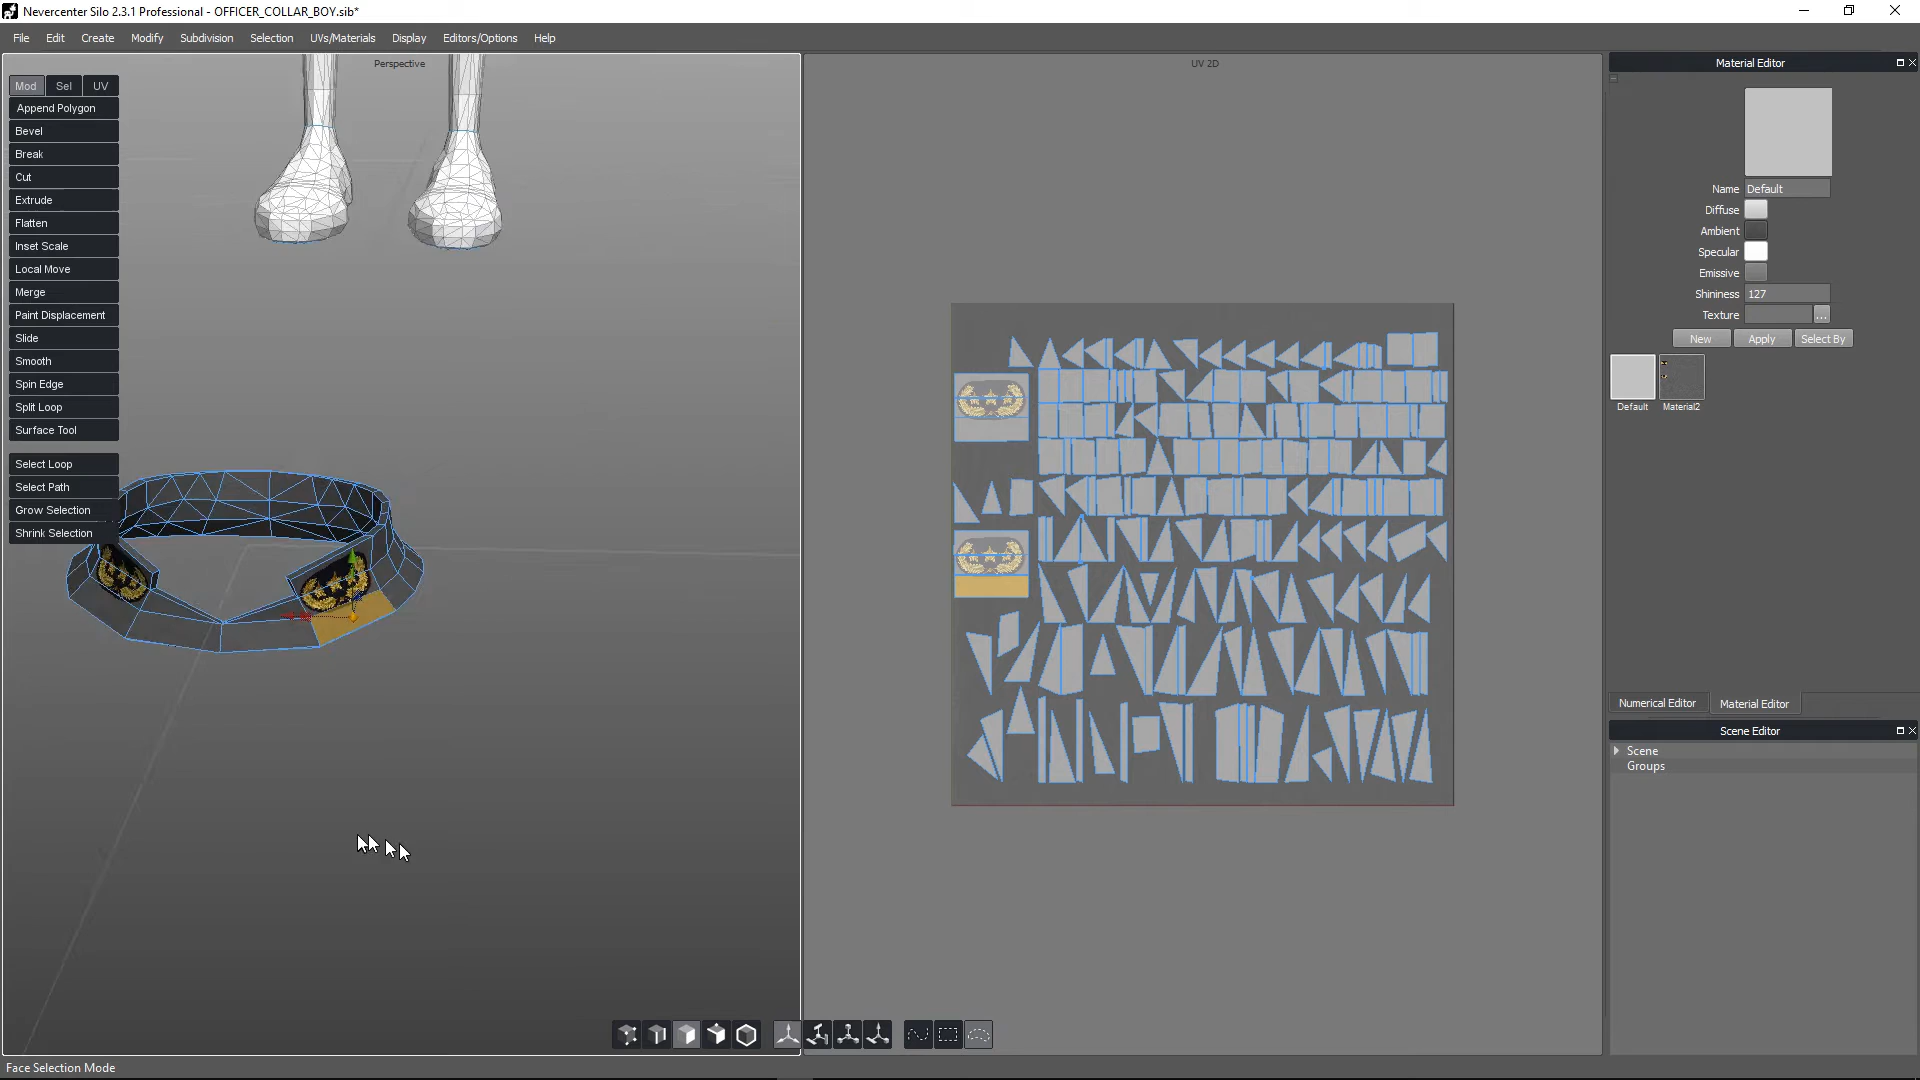 Nevercenter Silo 2.3.1 Professional - OFFICER_COLLAR_BOY.sib*
File Edit Create Modify Subdivision Selection UVs/Materials Display Editors/Options Help
Perspective
UV 2D
Mod Sel UV
Append Polygon
Bevel
Break
Cut
Extrude
Flatten
Inset Scale
Local Move
Merge
Paint Displacement
Slide
Smooth
Spin Edge
Split Loop
Surface Tool
Select Loop
Select Path
Grow Selection
Shrink Selection
Material Editor
Name Default
Diffuse
Ambient
Specular
Emissive
Shininess 127
Texture ...
New Apply Select By
Default Material2
Numerical Editor Material Editor
Scene Editor
Scene
Groups
Face Selection Mode